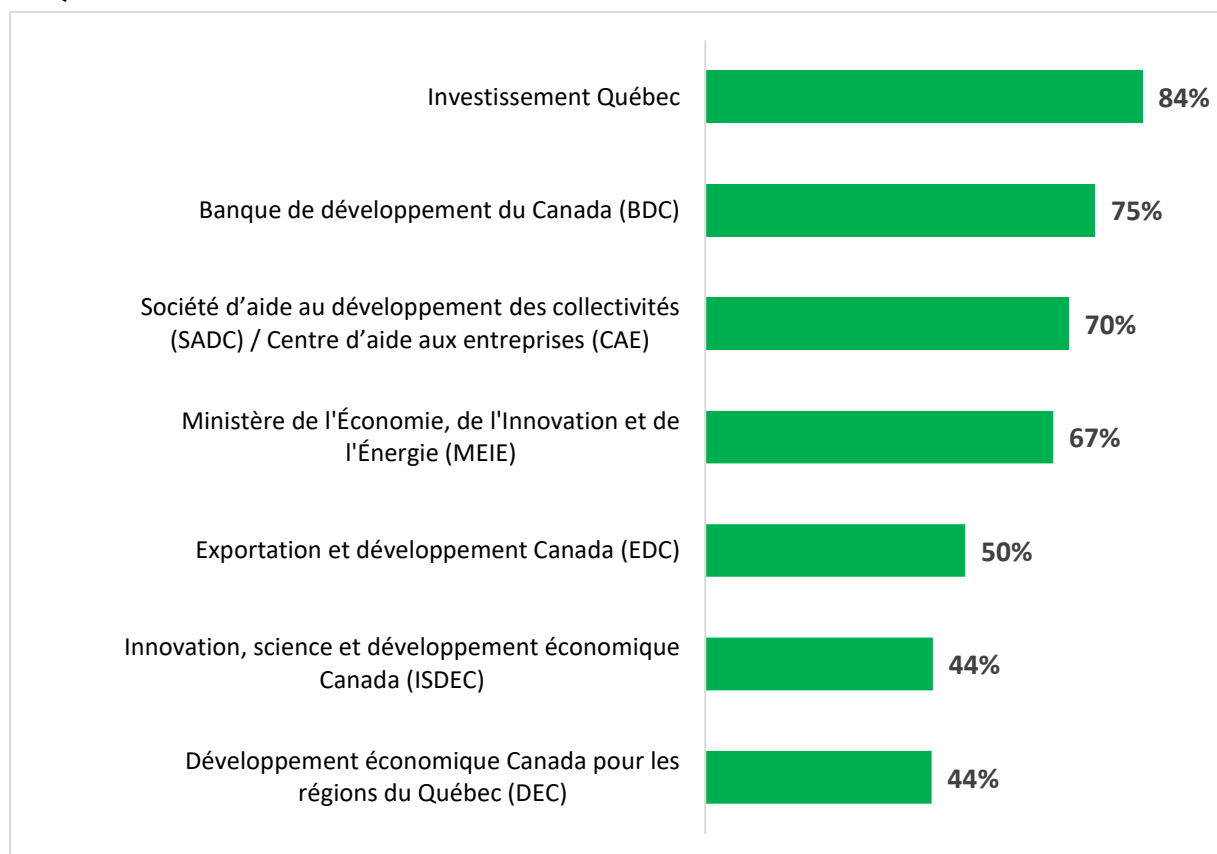 Investissement Québec
84%
Banque de développement du Canada (BDC)
75%
Société d’aide au développement des collectivités
(SADC) / Centre d’aide aux entreprises (CAE)
70%
Ministère de l'Économie, de l'Innovation et de
l'Énergie (MEIE)
67%
Exportation et développement Canada (EDC)
50%
Innovation, science et développement économique
Canada (ISDEC)
44%
Développement économique Canada pour les
régions du Québec (DEC)
44%